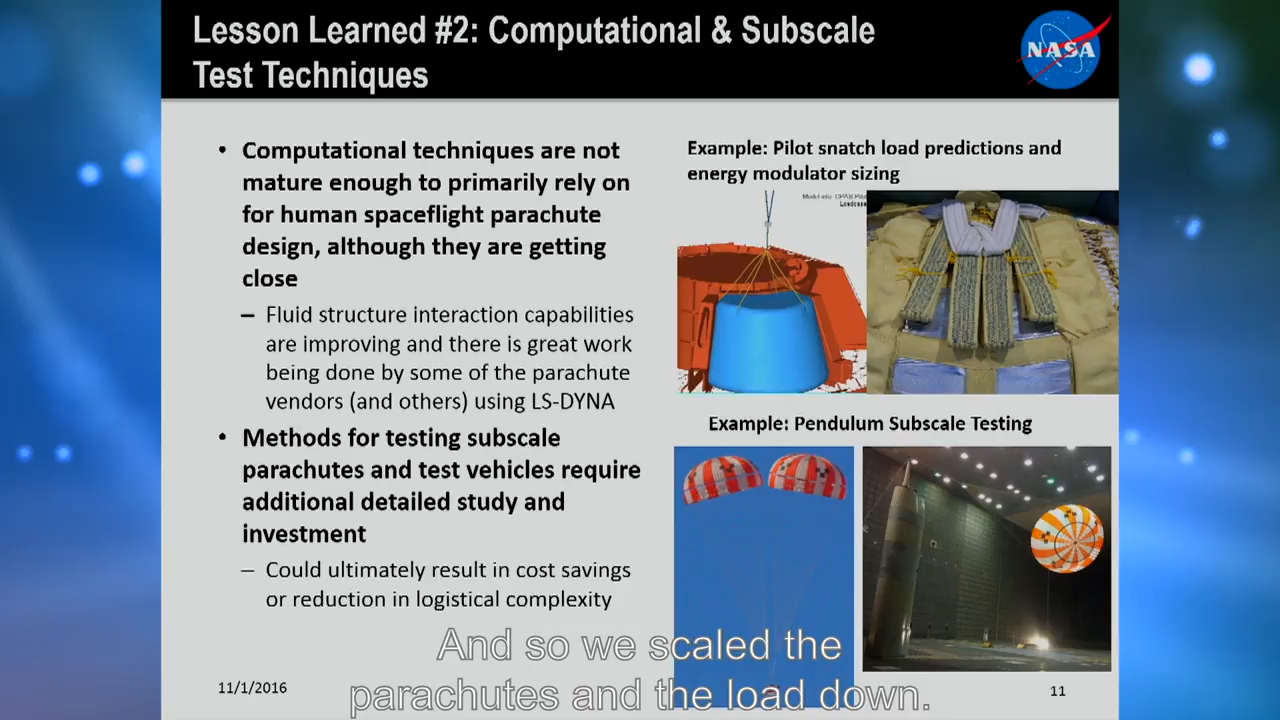 Lesson Learned #2: Computational & Subscale
Test Techniques
NASA
• Computational techniques are not
mature enough to primarily rely on
for human spaceflight parachute
design, although they are getting
close
– Fluid structure interaction capabilities
are improving and there is great work
being done by some of the parachute
vendors (and others) using LS-DYNA
• Methods for testing subscale
parachutes and test vehicles require
additional detailed study and
investment
– Could ultimately result in cost savings
or reduction in logistical complexity
Example: Pilot snatch load predictions and
energy modulator sizing
Loadcase
Example: Pendulum Subscale Testing
And so we scaled the
parachutes and the load down.
11/1/2016
11